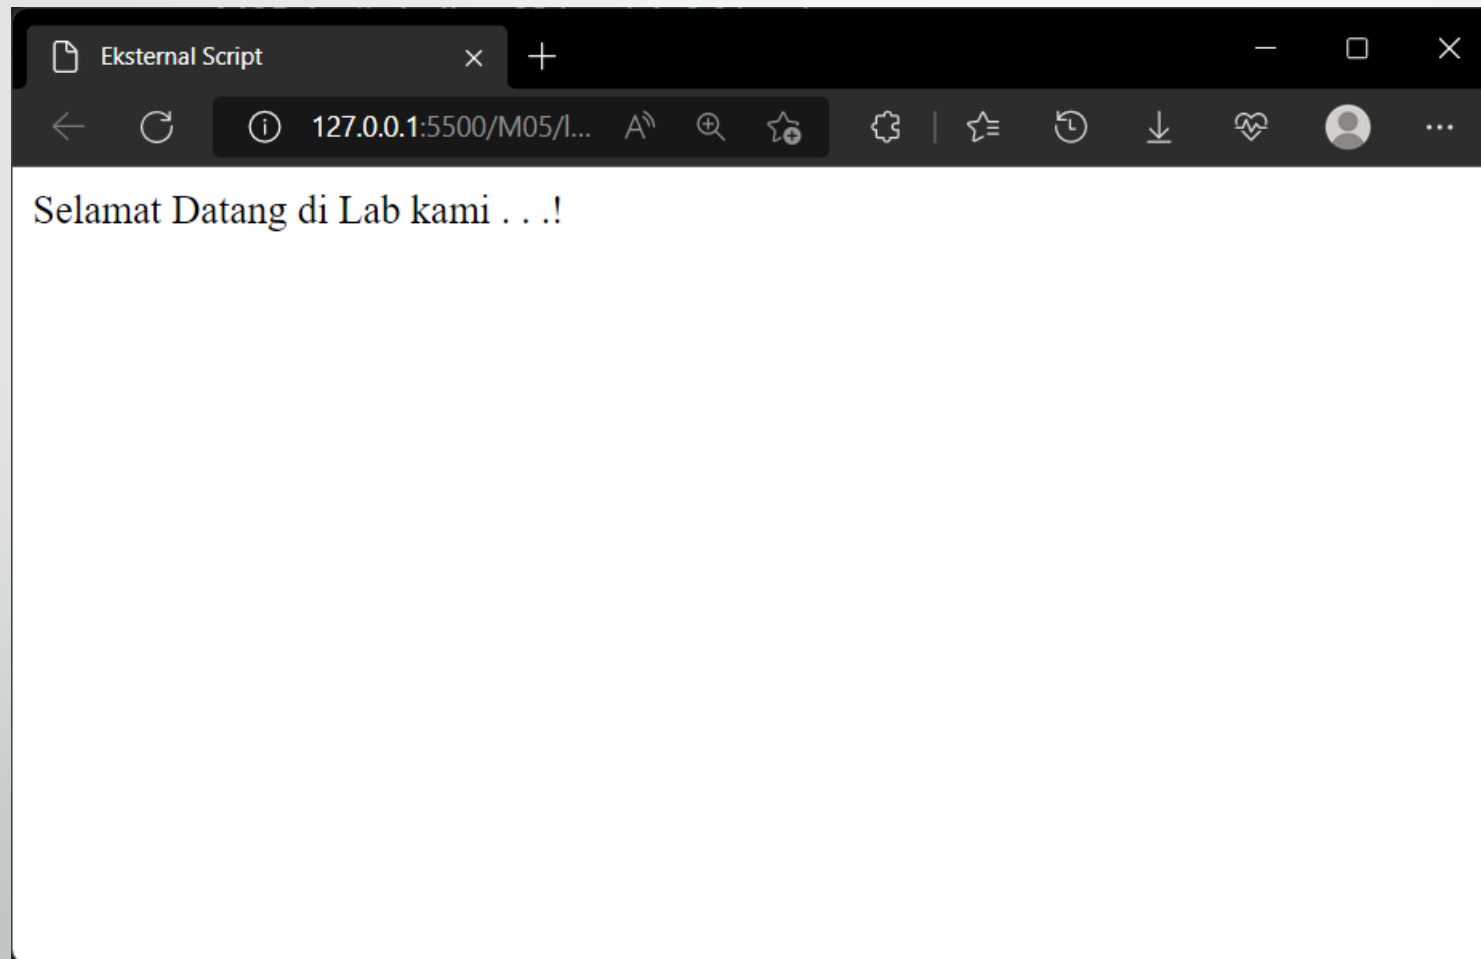 Eksternal Script
127.0.0.1:5500/M05/l...
Selamat Datang di Lab kami . . .!